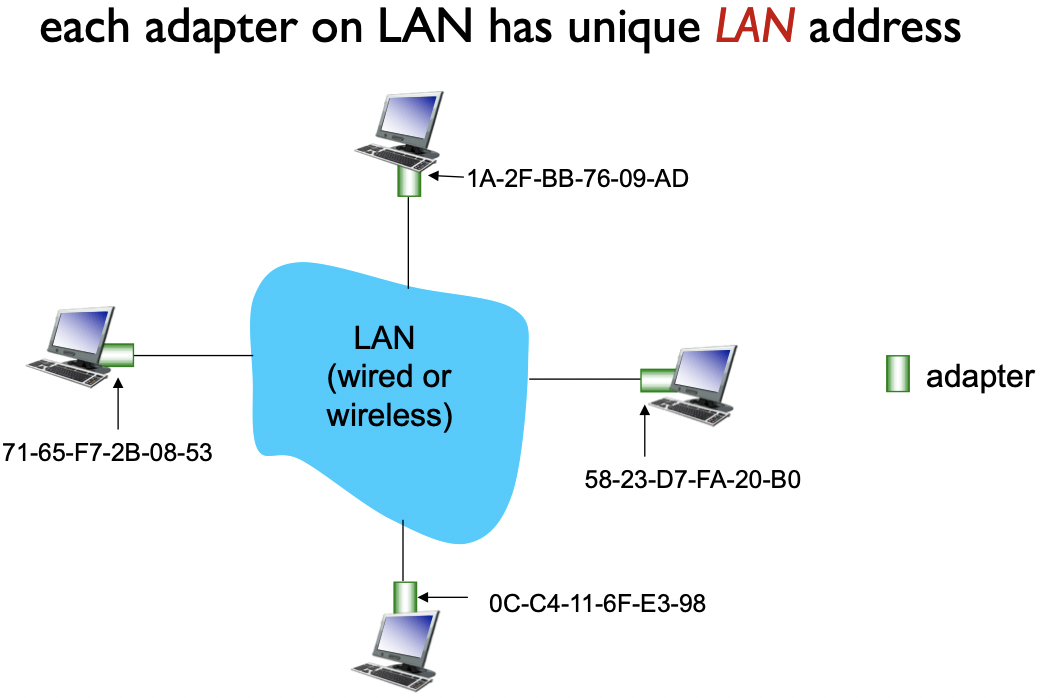 each adapter on LAN has unique LAN address
1A-2F-BB-76-09-AD
LAN
(wired or
wireless)
adapter
71-65-F7-2B-08-53
58-23-D7-FA-20-B0
0C-C4-11-6F-E3-98